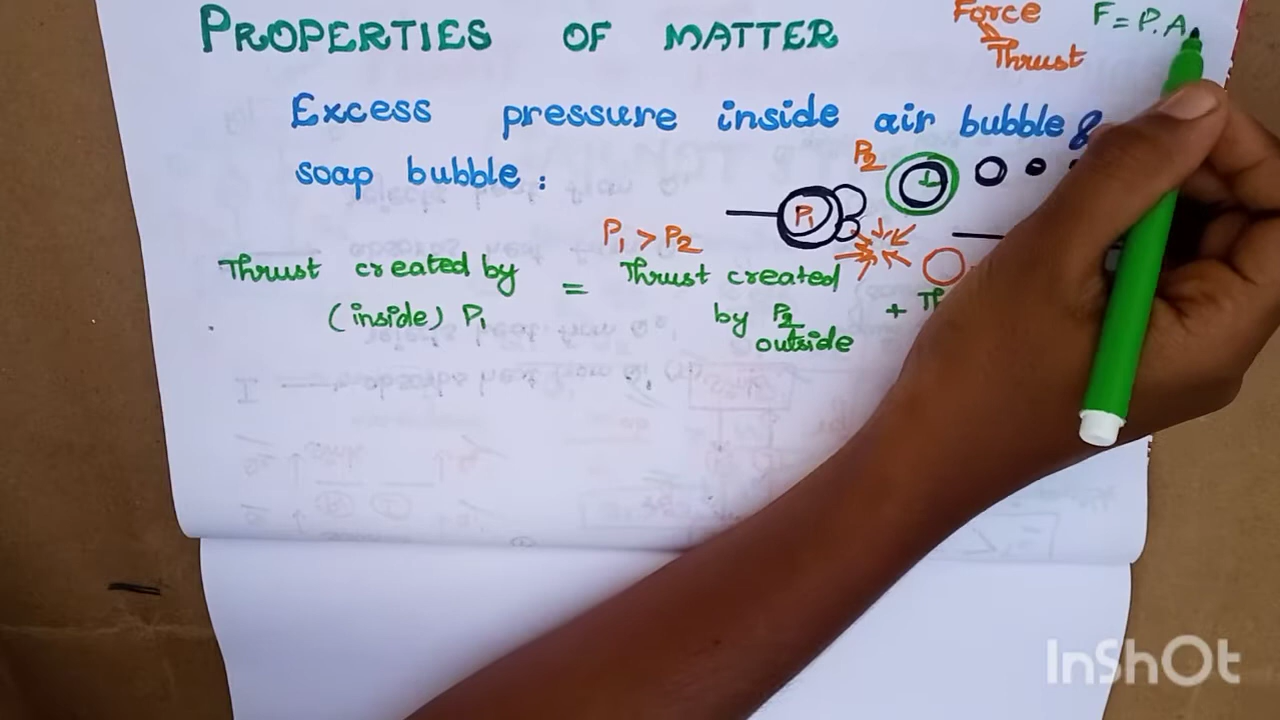 PROPERTIES OF MATTER
Force
Thrust
F = P.A
Excess pressure inside air bubble &
soap bubble :
P2
P1
P1 > P2
Thrust created by
(inside) P1
=
Thrust created
by P2
outside
+ Th
InShOt